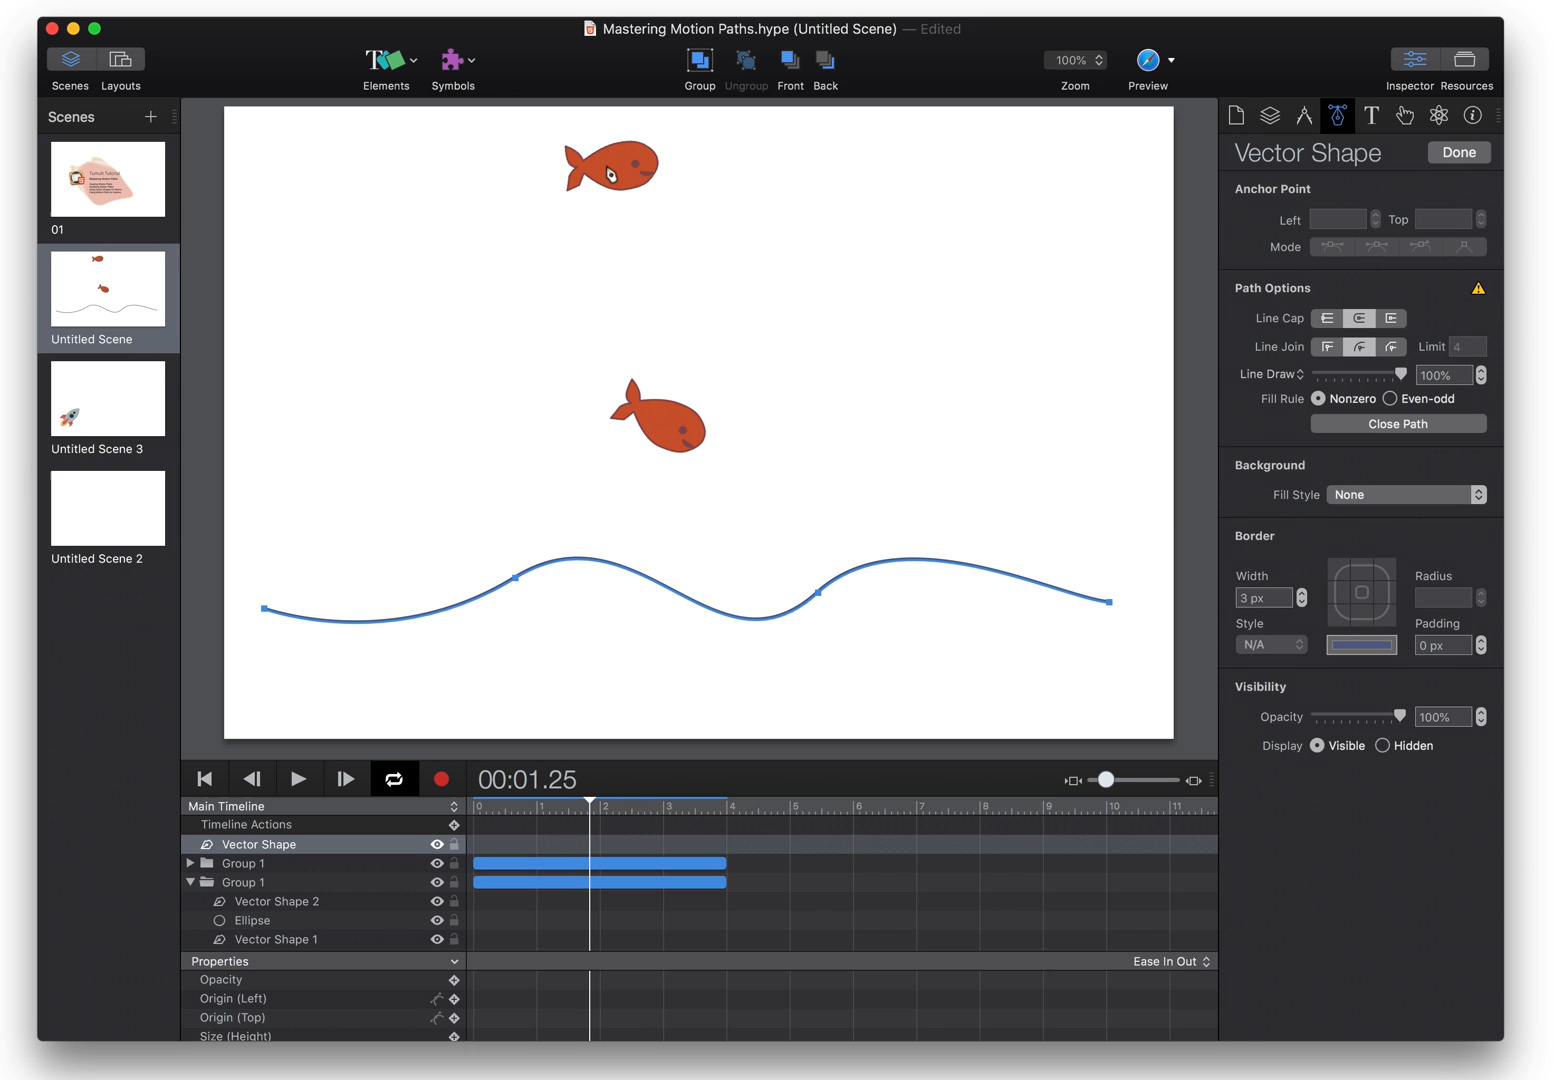 Mastering Motion Paths.hype (Untitled Scene) — Edited
Scenes Layouts Elements Symbols Group Ungroup Front Back 100% Zoom Preview Inspector Resources
Scenes
01
Untitled Scene
Untitled Scene 3
Untitled Scene 2
Vector Shape Done
Anchor Point
Left Top
Mode
Path Options
Line Cap
Line Join Limit 4
Line Draw 100%
Fill Rule Nonzero Even-odd
Close Path
Background
Fill Style None
Border
Width Radius
3 px
Style Padding
N/A 0 px
Visibility
Opacity 100%
Display Visible Hidden
00:01.25
Main Timeline 0 1 2 3 4 5 6 7 8 9 10 11
Timeline Actions
Vector Shape
Group 1
Group 1
Vector Shape 2
Ellipse
Vector Shape 1
Properties Ease In Out
Opacity
Origin (Left)
Origin (Top)
Size (Height)